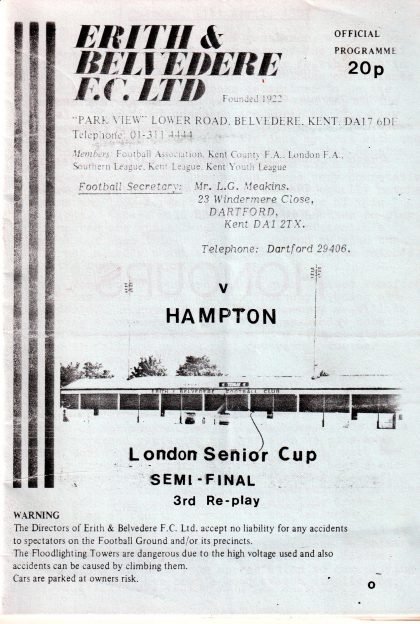 ERITH &
BELVEDERE
F.C. LTD
OFFICIAL
PROGRAMME
20p
Founded 1922
"PARK VIEW" LOWER ROAD, BELVEDERE, KENT. DA17 6DF
Telephone: 01-311 4444
Members: Football Association, Kent County F.A., London F.A.,
Southern League, Kent League, Kent Youth League
Football Secretary: Mr. L.G. Meakins.
23 Windermere Close,
DARTFORD,
Kent DA1 2TX.
Telephone: Dartford 29406.
v
HAMPTON
ERITH & BELVEDERE FOOTBALL CLUB
London Senior Cup
SEMI-FINAL
3rd Re-play
WARNING
The Directors of Erith & Belvedere F.C. Ltd. accept no liability for any accidents
to spectators on the Football Ground and/or its precincts.
The Floodlighting Towers are dangerous due to the high voltage used and also
accidents can be caused by climbing them.
Cars are parked at owners risk.
o